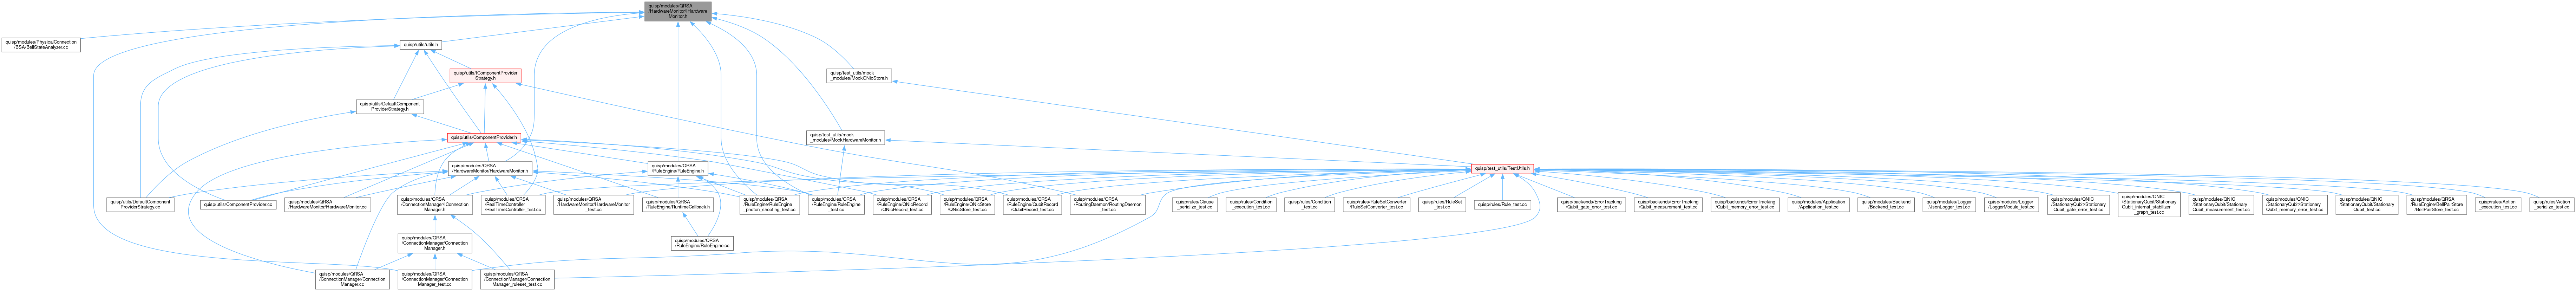 quisp/modules/QRSA
/HardwareMonitor/IHardware
Monitor.h
quisp/modules/PhysicalConnection
/BSA/BellStateAnalyzer.cc
quisp/utils/utils.h
quisp/utils/IComponentProvider
Strategy.h
quisp/test_utils/mock
_modules/MockQNicStore.h
quisp/utils/DefaultComponent
ProviderStrategy.h
quisp/utils/ComponentProvider.h
quisp/test_utils/mock
_modules/MockHardwareMonitor.h
quisp/modules/QRSA
/HardwareMonitor/HardwareMonitor.h
quisp/modules/QRSA
/RuleEngine/RuleEngine.h
quisp/test_utils/TestUtils.h
quisp/utils/DefaultComponent
ProviderStrategy.cc
quisp/utils/ComponentProvider.cc
quisp/modules/QRSA
/HardwareMonitor/HardwareMonitor.cc
quisp/modules/QRSA
/ConnectionManager/Connection
Manager.h
quisp/modules/QRSA
/RealTimeController
/RealTimeController_test.cc
quisp/modules/QRSA
/HardwareMonitor/HardwareMonitor
_test.cc
quisp/modules/QRSA
/RuleEngine/RuntimeCallback.h
quisp/modules/QRSA
/RuleEngine/RuleEngine
_photon_shooting_test.cc
quisp/modules/QRSA
/RuleEngine/RuleEngine
_test.cc
quisp/modules/QRSA
/RuleEngine/QNicRecord
/QNicRecord_test.cc
quisp/modules/QRSA
/RuleEngine/QNicStore
/QNicStore_test.cc
quisp/modules/QRSA
/RuleEngine/QubitRecord
/QubitRecord_test.cc
quisp/modules/QRSA
/RoutingDaemon/RoutingDaemon
_test.cc
quisp/rules/Clause
_serialize_test.cc
quisp/rules/Condition
_execution_test.cc
quisp/rules/Condition
_test.cc
quisp/rules/RuleSetConverter
/RuleSetConverter_test.cc
quisp/rules/RuleSet
_test.cc
quisp/rules/Rule_test.cc
quisp/backends/ErrorTracking
/Qubit_gate_error_test.cc
quisp/backends/ErrorTracking
/Qubit_measurement_test.cc
quisp/backends/ErrorTracking
/Qubit_memory_error_test.cc
quisp/modules/Application
/Application_test.cc
quisp/modules/Backend
/Backend_test.cc
quisp/modules/Logger
/JsonLogger_test.cc
quisp/modules/Logger
/LoggerModule_test.cc
quisp/modules/QNIC
/StationaryQubit/Stationary
Qubit_gate_error_test.cc
quisp/modules/QNIC
/StationaryQubit/Stationary
Qubit_internal_stabilizer
_graph_test.cc
quisp/modules/QNIC
/StationaryQubit/Stationary
Qubit_measurement_test.cc
quisp/modules/QNIC
/StationaryQubit/Stationary
Qubit_memory_error_test.cc
quisp/modules/QNIC
/StationaryQubit/Stationary
Qubit_test.cc
quisp/modules/QRSA
/RuleEngine/BellPairStore
/BellPairStore_test.cc
quisp/rules/Action
_execution_test.cc
quisp/rules/Action
_serialize_test.cc
quisp/modules/QRSA
/ConnectionManager/Connection
Manager.h
quisp/modules/QRSA
/RuleEngine/RuleEngine.cc
quisp/modules/QRSA
/ConnectionManager/Connection
Manager.cc
quisp/modules/QRSA
/ConnectionManager/Connection
Manager_test.cc
quisp/modules/QRSA
/ConnectionManager/Connection
Manager_ruleset_test.cc